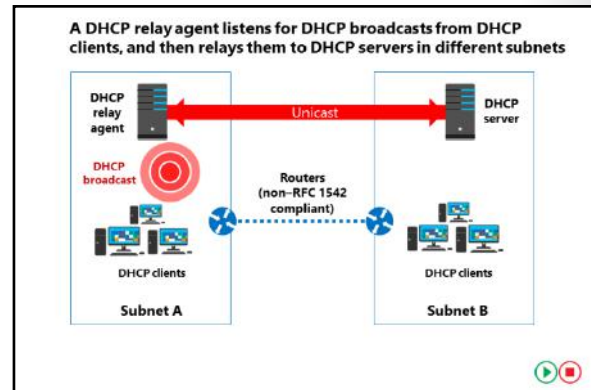 A DHCP relay agent listens for DHCP broadcasts from DHCP
clients, and then relays them to DHCP servers in different subnets
DHCP
relay
agent
Unicast
DHCP
server
DHCP
broadcast
Routers
(non–RFC 1542
compliant)
DHCP clients
DHCP clients
Subnet A
Subnet B